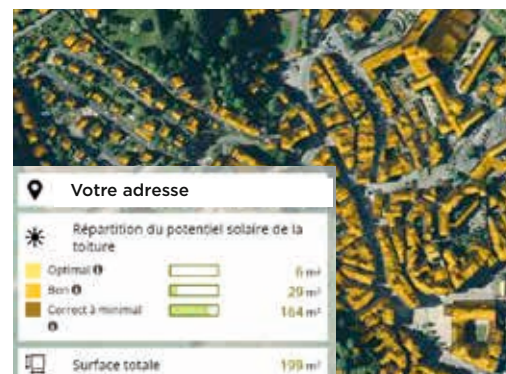 Votre adresse
Répartition du potentiel solaire de la
toiture
Optimal 6 m²
Bon 29 m²
Correct à minimal 164 m²
Surface totale 199 m²